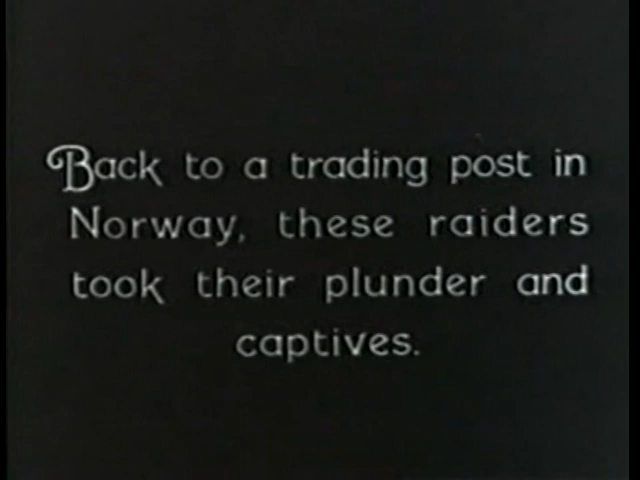 Back to a trading post in
Norway, these raiders
took their plunder and
captives.